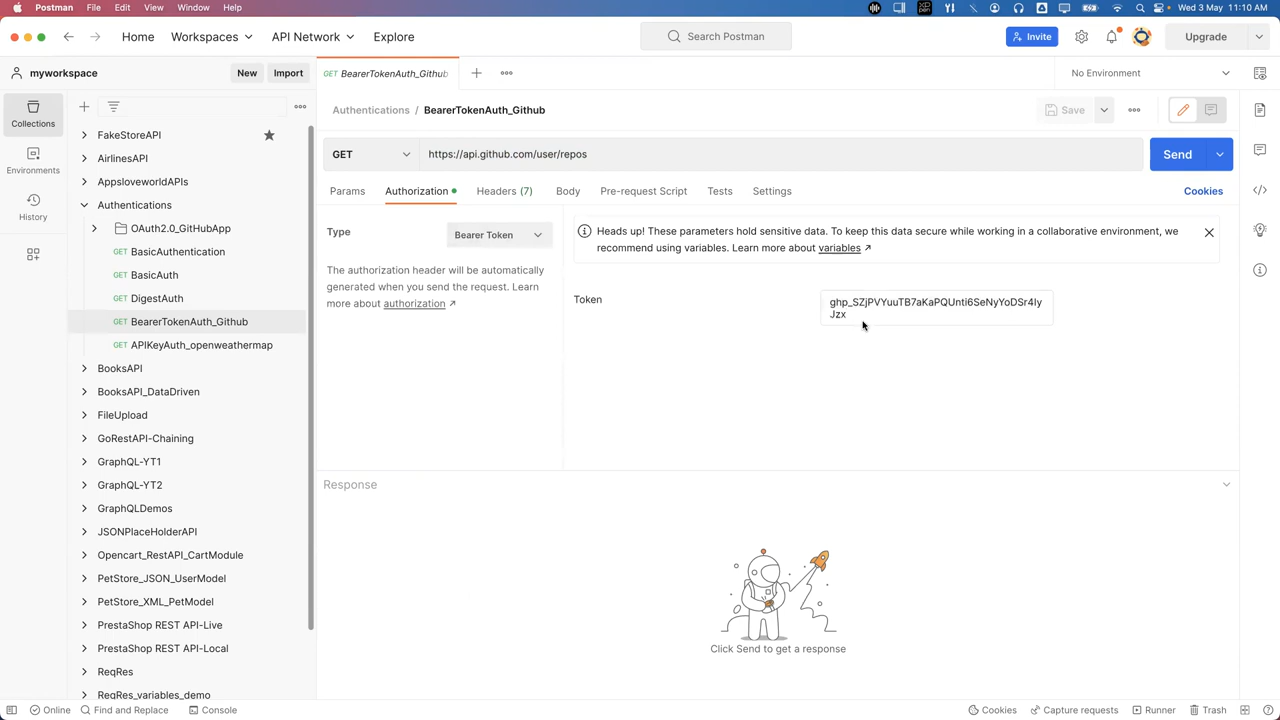 Postman File Edit View Window Help Wed 3 May 11:10 AM
Home Workspaces API Network Explore Search Postman Invite Upgrade
myworkspace New Import GET BearerTokenAuth_Github No Environment
Collections
Environments
History
FakeStoreAPI
AirlinesAPI
AppsloveworldAPIs
Authentications
OAuth2.0_GitHubApp
GET BasicAuthentication
GET BasicAuth
GET DigestAuth
GET BearerTokenAuth_Github
GET APIKeyAuth_openweathermap
BooksAPI
BooksAPI_DataDriven
FileUpload
GoRestAPI-Chaining
GraphQL-YT1
GraphQL-YT2
GraphQLDemos
JSONPlaceHolderAPI
Opencart_RestAPI_CartModule
PetStore_JSON_UserModel
PetStore_XML_PetModel
PrestaShop REST API-Live
PrestaShop REST API-Local
ReqRes
ReqRes_variables_demo
Authentications / BearerTokenAuth_Github Save
GET https://api.github.com/user/repos Send
Params Authorization Headers (7) Body Pre-request Script Tests Settings Cookies
Type Bearer Token
The authorization header will be automatically
generated when you send the request. Learn
more about authorization ↗
Heads up! These parameters hold sensitive data. To keep this data secure while working in a collaborative environment, we
recommend using variables. Learn more about variables ↗
Token
ghp_SZjPVYuuTB7aKaPQUnti6SeNyYoDSr4Iy
Jzx
Response
Click Send to get a response
Online Find and Replace Console Cookies Capture requests Runner Trash